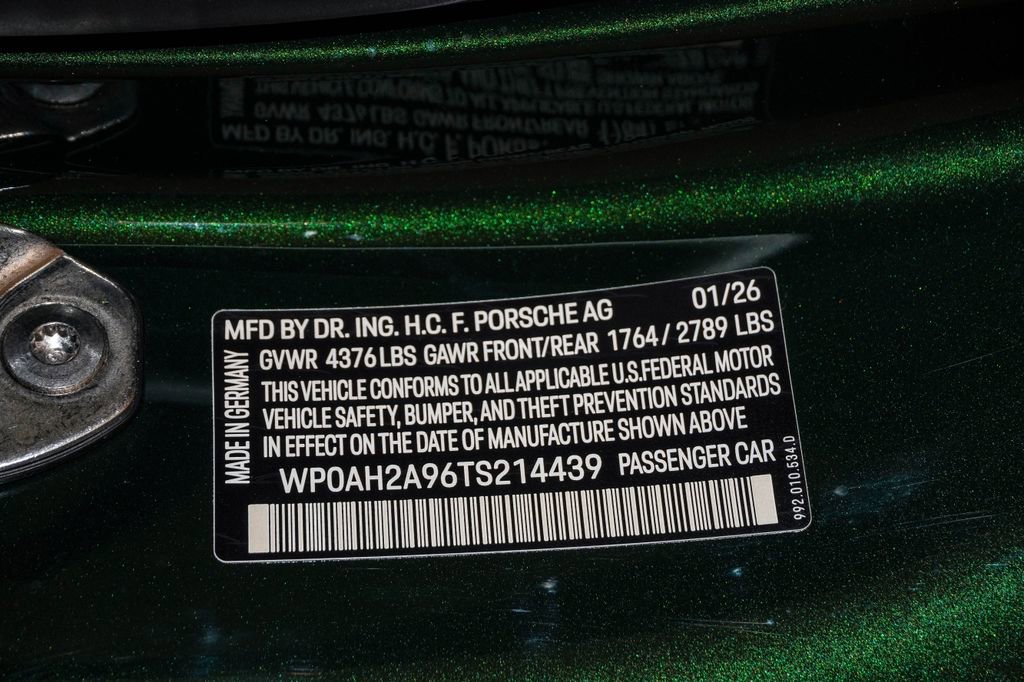 MFD BY DR. ING. H.C. F. PORSCHE AG 01/26
GVWR 4376 LBS GAWR FRONT/REAR 1764 / 2789 LBS
THIS VEHICLE CONFORMS TO ALL APPLICABLE U.S.FEDERAL MOTOR
VEHICLE SAFETY, BUMPER, AND THEFT PREVENTION STANDARDS
IN EFFECT ON THE DATE OF MANUFACTURE SHOWN ABOVE
WP0AH2A96TS214439 PASSENGER CAR
MADE IN GERMANY
992.010.534.D